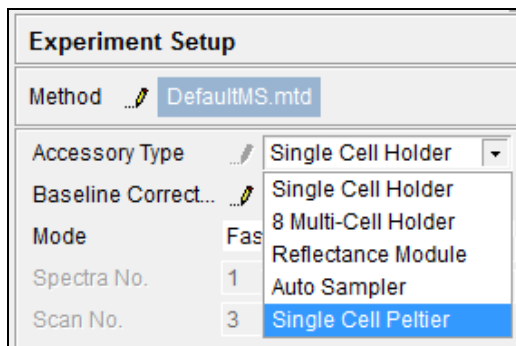 Experiment Setup
Method ... DefaultMS.mtd
Accessory Type ... Single Cell Holder
Baseline Correct... ... Single Cell Holder
8 Multi-Cell Holder
Mode Fas
Reflectance Module
Spectra No. 1 Auto Sampler
Scan No. 3 Single Cell Peltier